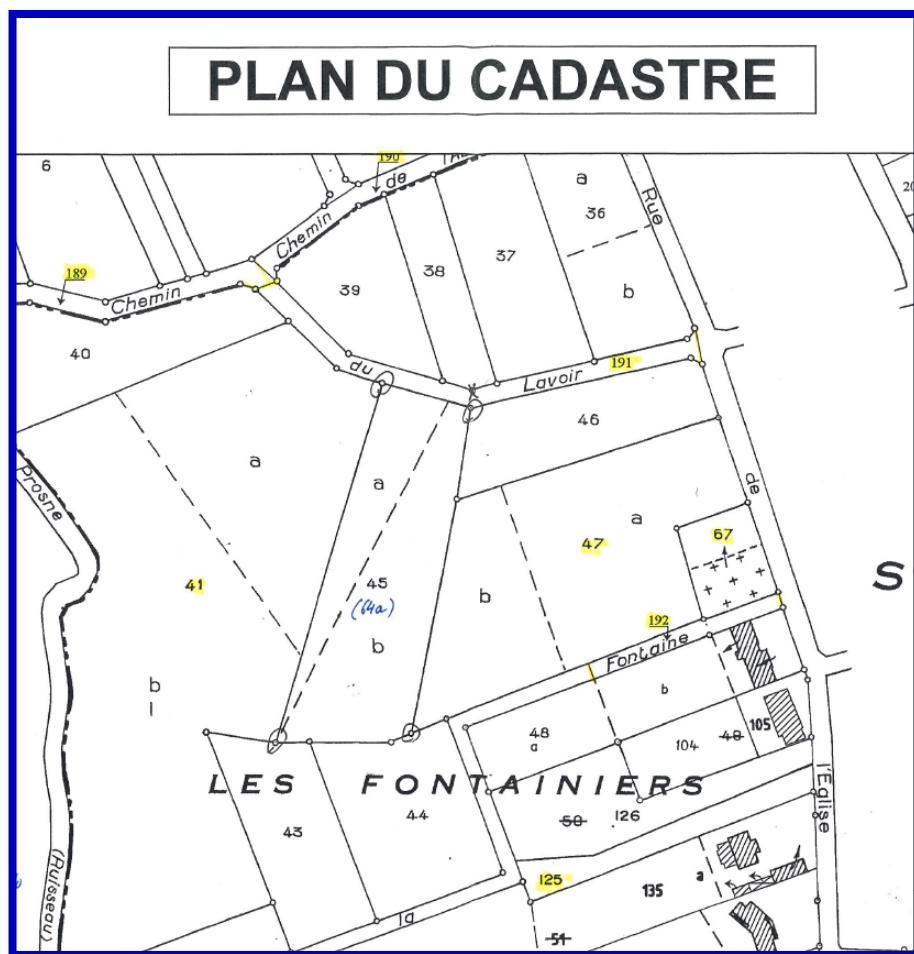 PLAN DU CADASTRE
6
190
de
a
36
Rue
20
Chemin
189
Chemin
39
38
37
b
40
du
Lavoir
191
46
a
a
a
de
Prosne
41
45
(64a)
47
67
b
b
192
Fontaine
b
b
48
a
104
48
105
LES FONTAINIERS
43
44
50
126
l'Eglise
125
135
a
la
51
(Ruisseau)